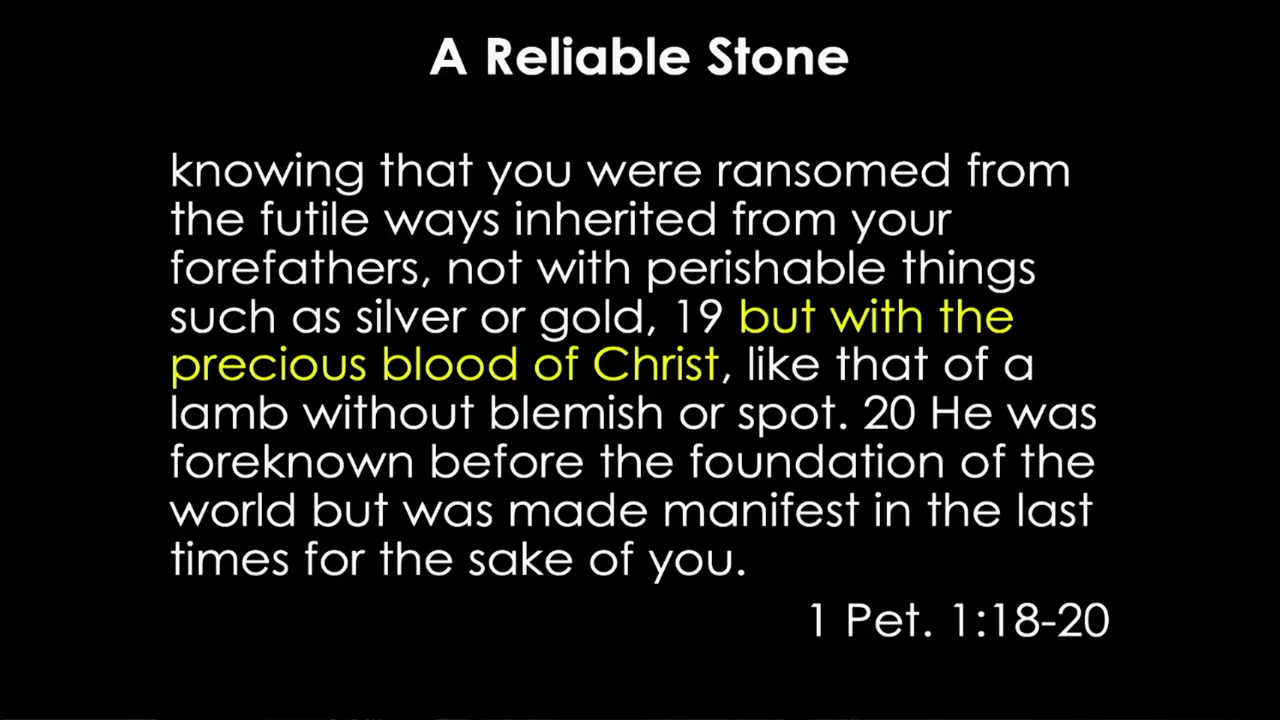 A Reliable Stone
knowing that you were ransomed from
the futile ways inherited from your
forefathers, not with perishable things
such as silver or gold, 19 but with the
precious blood of Christ, like that of a
lamb without blemish or spot. 20 He was
foreknown before the foundation of the
world but was made manifest in the last
times for the sake of you.
1 Pet. 1:18-20